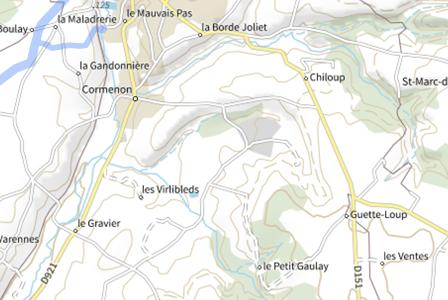 125
le Mauvais Pas
la Maladrerie
Boulay
la Borde Joliet
la Gandonnière
Chiloup
St-Marc-d
Cormenon
les Virlibleds
Guette-Loup
le Gravier
Varennes
les Ventes
le Petit Gaulay
D921
D151